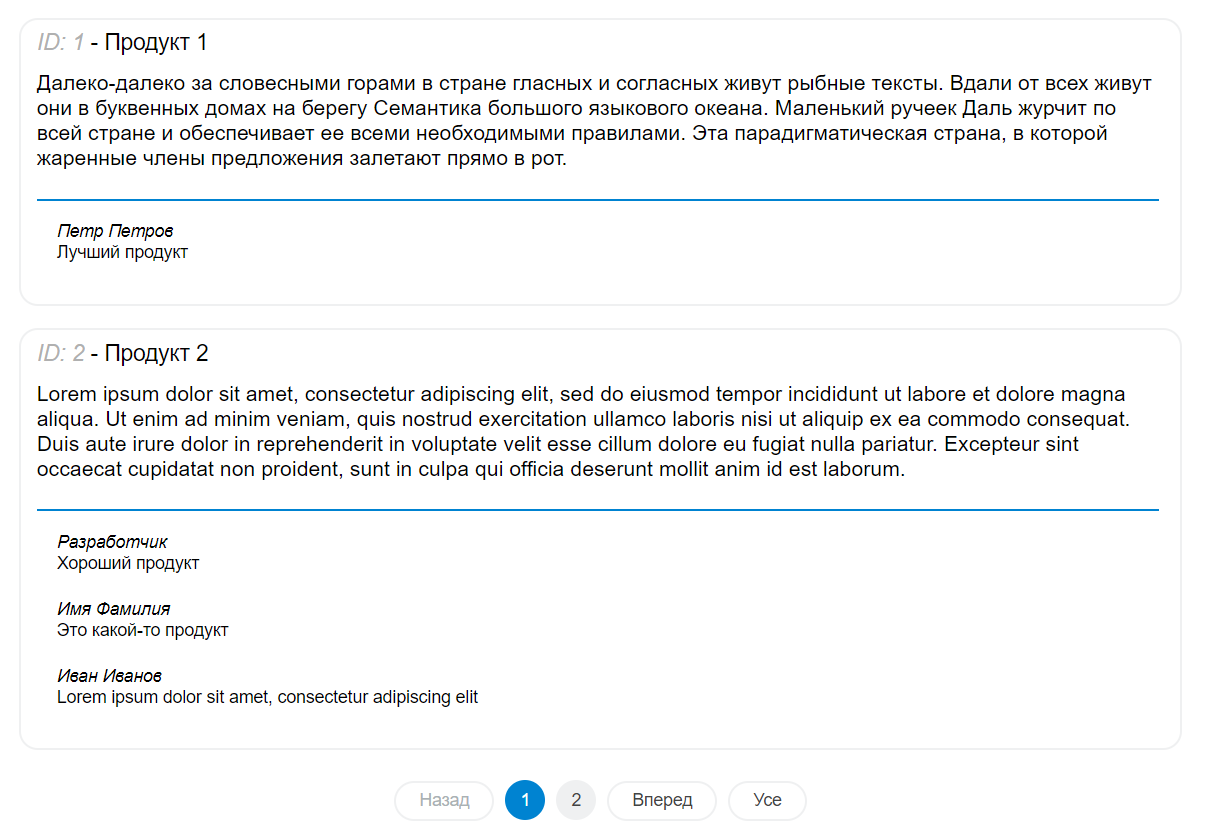 ID: 1 - Продукт 1
Далеко-далеко за словесными горами в стране гласных и согласных живут рыбные тексты. Вдали от всех живут
они в буквенных домах на берегу Семантика большого языкового океана. Маленький ручеек Даль журчит по
всей стране и обеспечивает ее всеми необходимыми правилами. Эта парадигматическая страна, в которой
жаренные члены предложения залетают прямо в рот.
Петр Петров
Лучший продукт
ID: 2 - Продукт 2
Lorem ipsum dolor sit amet, consectetur adipiscing elit, sed do eiusmod tempor incididunt ut labore et dolore magna
aliqua. Ut enim ad minim veniam, quis nostrud exercitation ullamco laboris nisi ut aliquip ex ea commodo consequat.
Duis aute irure dolor in reprehenderit in voluptate velit esse cillum dolore eu fugiat nulla pariatur. Excepteur sint
occaecat cupidatat non proident, sunt in culpa qui officia deserunt mollit anim id est laborum.
Разработчик
Хороший продукт
Имя Фамилия
Это какой-то продукт
Иван Иванов
Lorem ipsum dolor sit amet, consectetur adipiscing elit
Назад 1 2 Вперед Усе